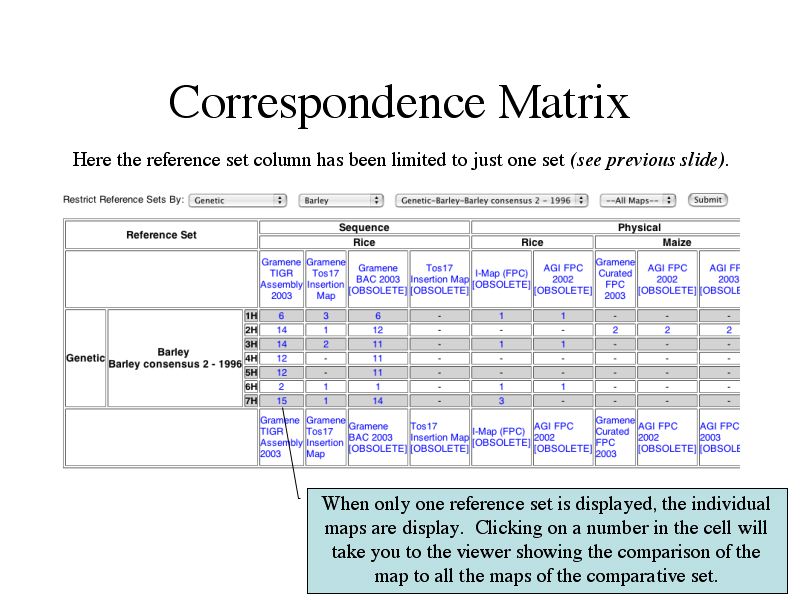 Correspondence Matrix
Here the reference set column has been limited to just one set (see previous slide).
Restrict Reference Sets By: Genetic Barley Genetic-Barley-Barley consensus 2 - 1996 --All Maps-- Submit
Reference Set Sequence Physical
Rice Rice Maize
Gramene TIGR Assembly 2003
Gramene Tos17 Insertion Map
Gramene BAC 2003 [OBSOLETE]
Tos17 Insertion Map [OBSOLETE]
I-Map (FPC) [OBSOLETE]
AGI FPC 2002 [OBSOLETE]
Gramene Curated FPC 2003
AGI FPC 2002 [OBSOLETE]
AGI FP 2003 [OBSOLE
Genetic
Barley
Barley consensus 2 - 1996
1H 6 3 6 - 1 1 - - -
2H 14 1 12 - - - 2 2 2
3H 14 2 11 - 1 1 - - -
4H 12 - 11 - - - - - -
5H 12 - 11 - - - - - -
6H 2 1 1 - 1 1 - - -
7H 15 1 14 - 3 - - - -
Gramene TIGR Assembly 2003
Gramene Tos17 Insertion Map
Gramene BAC 2003 [OBSOLETE]
Tos17 Insertion Map [OBSOLETE]
I-Map (FPC) [OBSOLETE]
AGI FPC 2002 [OBSOLETE]
Gramene Curated FPC 2003
AGI FPC 2002 [OBSOLETE]
AGI FPC 2003 [OBSOLE
When only one reference set is displayed, the individual
maps are display. Clicking on a number in the cell will
take you to the viewer showing the comparison of the
map to all the maps of the comparative set.